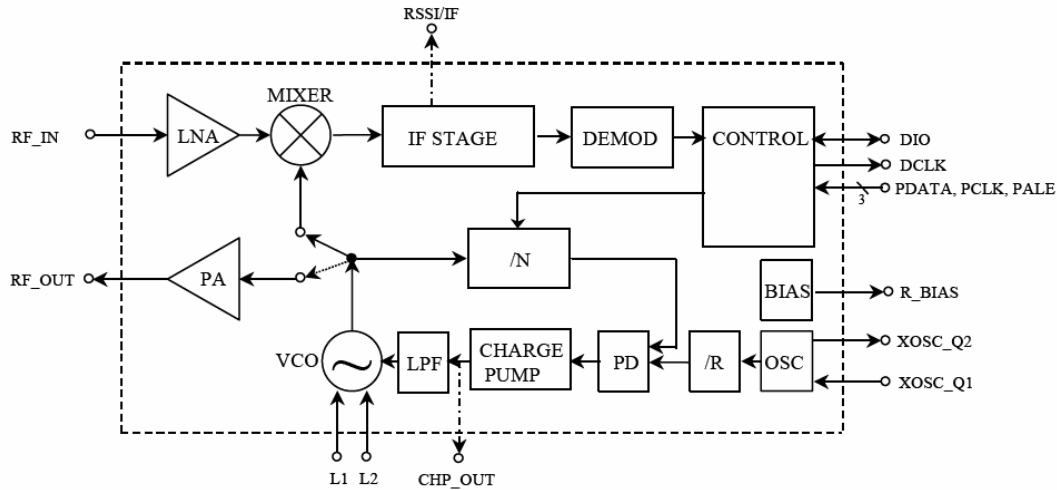 RSSI/IF
MIXER
RF_IN
LNA
IF STAGE
DEMOD
CONTROL
DIO
DCLK
3
PDATA, PCLK, PALE
RF_OUT
PA
/N
BIAS
R_BIAS
VCO
LPF
CHARGE
PUMP
PD
/R
OSC
XOSC_Q2
XOSC_Q1
L1
L2
CHP_OUT